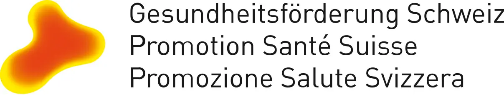 Gesundheitsförderung Schweiz
Promotion Santé Suisse
Promozione Salute Svizzera